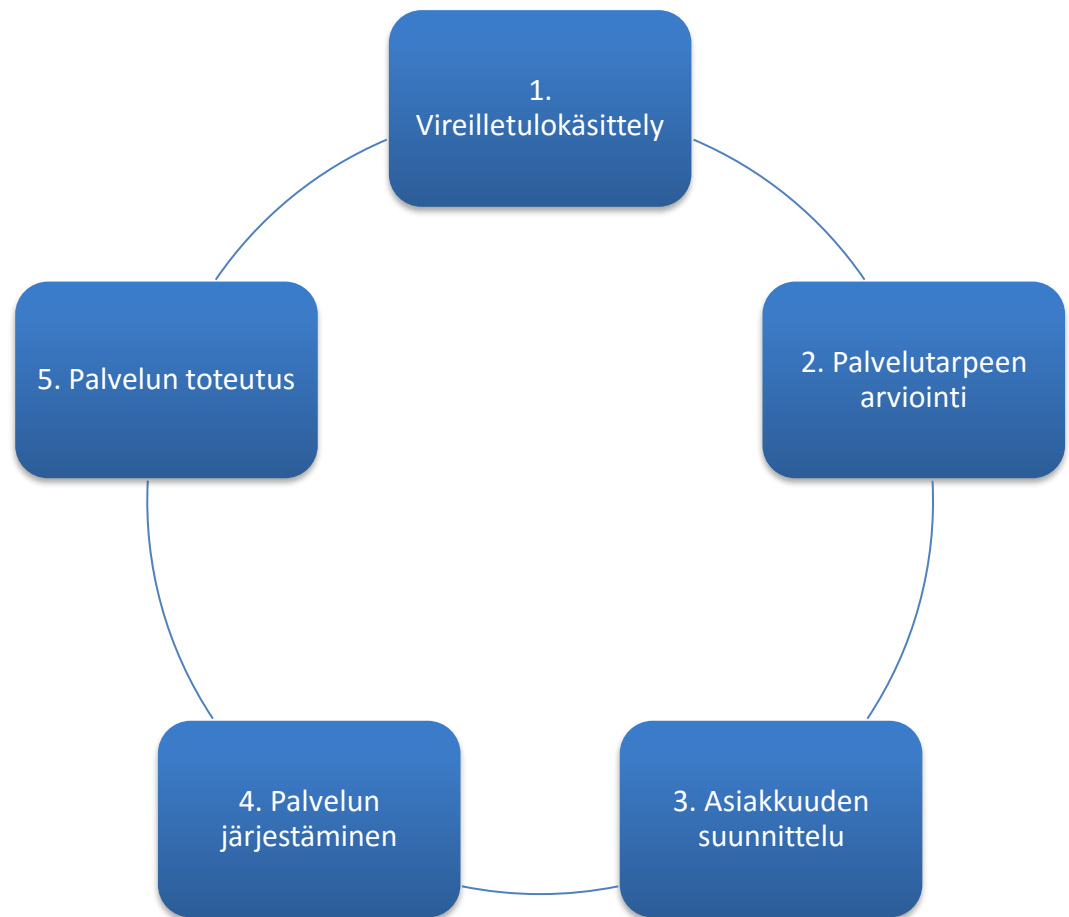 1.
Vireilletulokäsittely
2. Palvelutarpeen
arviointi
3. Asiakkuuden
suunnittelu
4. Palvelun
järjestäminen
5. Palvelun toteutus